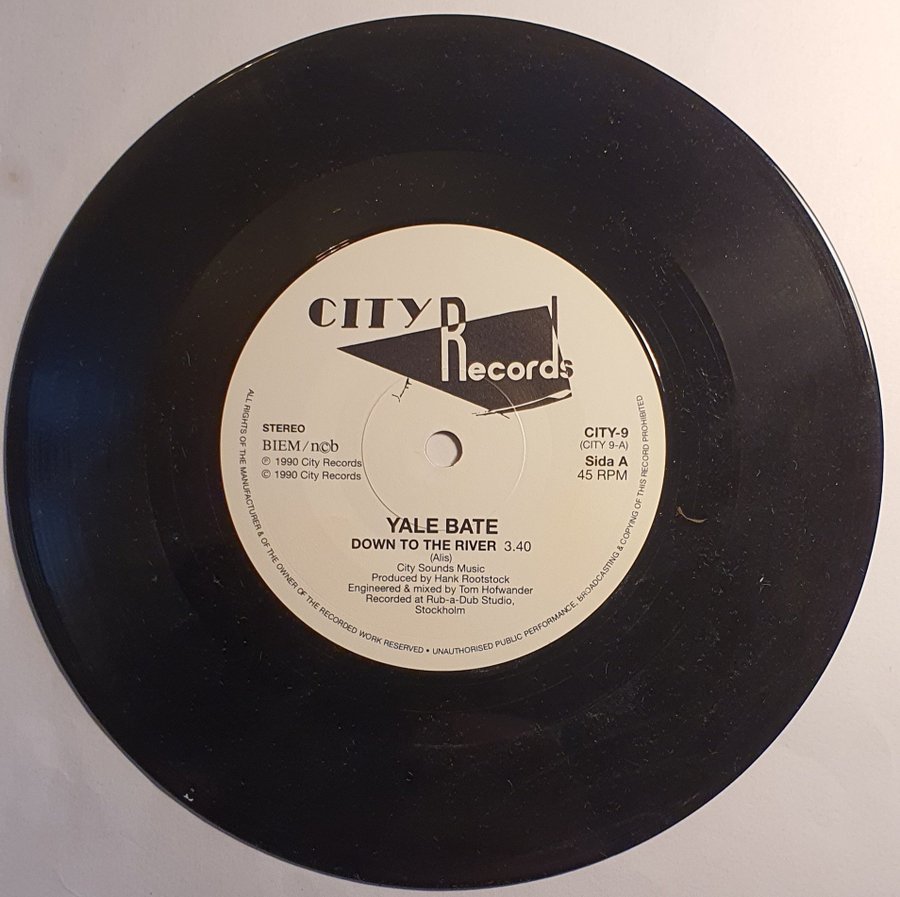 CITY Records
STEREO
BIEM/n©b
℗ 1990 City Records
© 1990 City Records
CITY-9
(CITY 9-A)
Sida A
45 RPM
YALE BATE
DOWN TO THE RIVER 3.40
(Alis)
City Sounds Music
Produced by Hank Rootstock
Engineered & mixed by Tom Hofwander
Recorded at Rub-a-Dub Studio,
Stockholm
ALL RIGHTS OF THE MANUFACTURER & OF THE OWNER OF THE RECORDED WORK RESERVED • UNAUTHORISED PUBLIC PERFORMANCE, BROADCASTING & COPYING OF THIS RECORD PROHIBITED